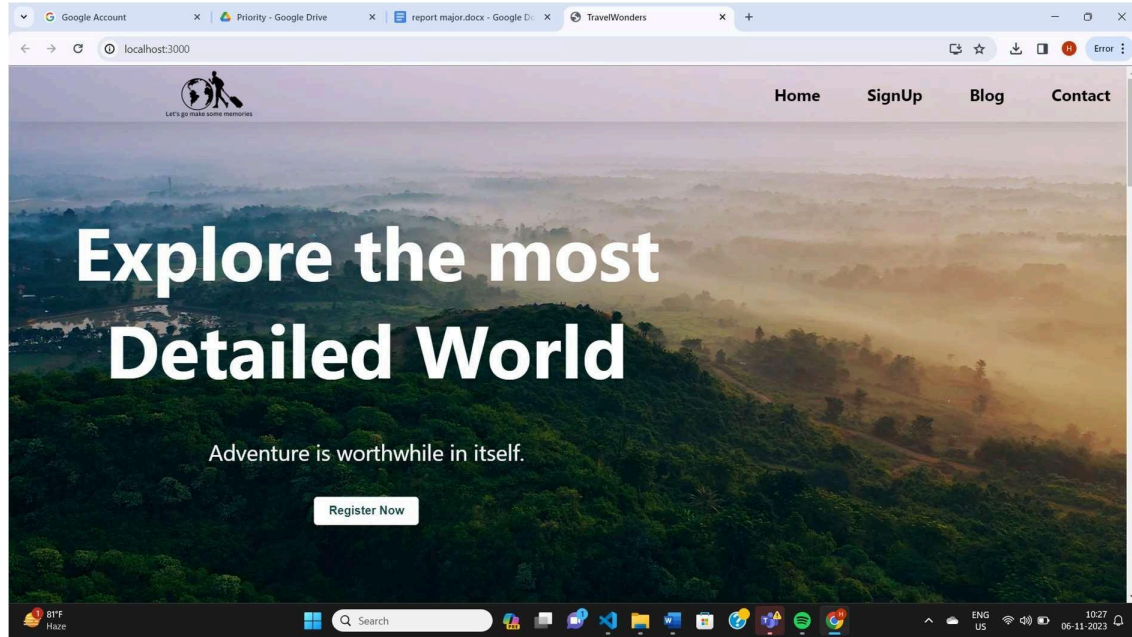 Google Account
Priority - Google Drive
report major.docx - Google Do
TravelWonders
localhost:3000
H
Error
Let's go make some memories
Home
SignUp
Blog
Contact
Explore the most
Detailed World
Adventure is worthwhile in itself.
Register Now
1
81°F
Haze
Search
ENG
US
10:27
06-11-2023